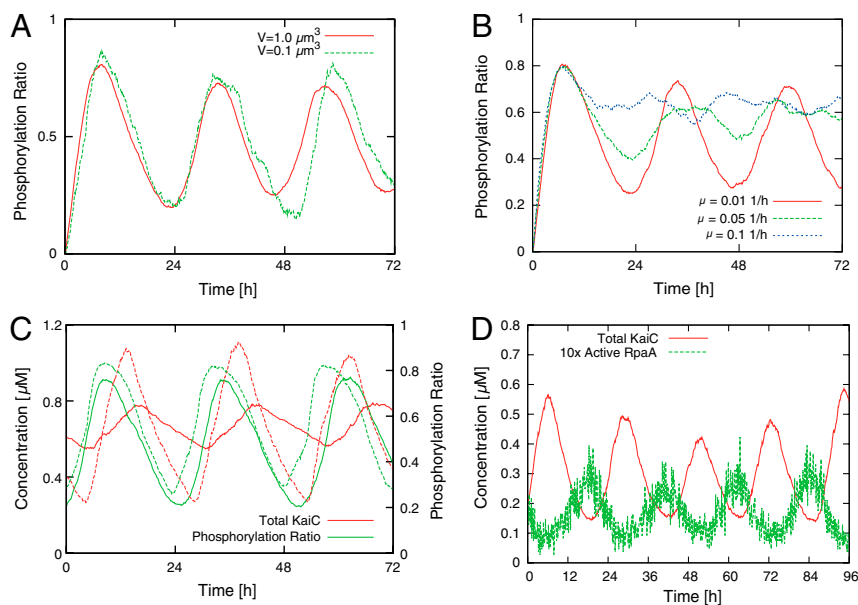 A
Phosphorylation Ratio
1
0.5
0
V=1.0 μm³
V=0.1 μm³
0 24 48 72
Time [h]
B
Phosphorylation Ratio
1
0.8
0.6
0.4
0.2
0
μ = 0.01 1/h
μ = 0.05 1/h
μ = 0.1 1/h
0 24 48 72
Time [h]
C
Concentration [μM]
1.2
0.8
0.4
0
1
0.8
0.6
0.4
0.2
0
Phosphorylation Ratio
Total KaiC
Phosphorylation Ratio
0 24 48 72
Time [h]
D
Concentration [μM]
0.8
0.7
0.6
0.5
0.4
0.3
0.2
0.1
0
Total KaiC
10x Active RpaA
0 12 24 36 48 60 72 84 96
Time [h]